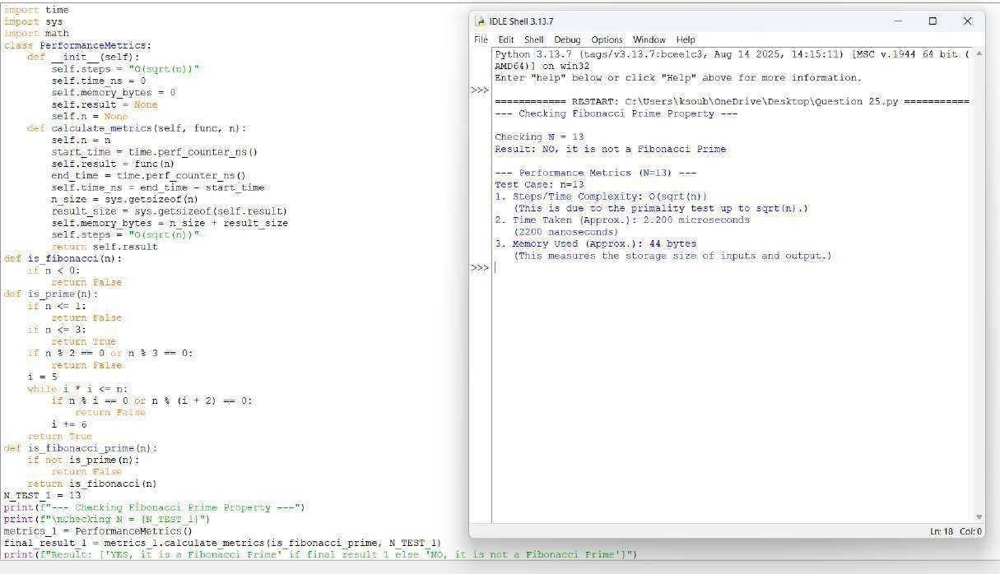 import time
import sys
import math
class PerformanceMetrics:
    def __init__(self):
        self.steps = "O(sqrt(n))"
        self.time_ns = 0
        self.memory_bytes = 0
        self.result = None
        self.n = None
    def calculate_metrics(self, func, n):
        self.n = n
        start_time = time.perf_counter_ns()
        self.result = func(n)
        end_time = time.perf_counter_ns()
        self.time_ns = end_time - start_time
        n_size = sys.getsizeof(n)
        result_size = sys.getsizeof(self.result)
        self.memory_bytes = n_size + result_size
        self.steps = "O(sqrt(n))"
        return self.result
def is_fibonacci(n):
    if n < 0:
        return False
def is_prime(n):
    if n <= 1:
        return False
    if n <= 3:
        return True
    if n % 2 == 0 or n % 3 == 0:
        return False
    i = 5
    while i * i <= n:
        if n % i == 0 or n % (i + 2) == 0:
            return False
        i += 6
    return True
def is_fibonacci_prime(n):
    if not is_prime(n):
        return False
    return is_fibonacci(n)
N_TEST_1 = 13
print(f"--- Checking Fibonacci Prime Property ---")
print(f"\nChecking N = {N_TEST_1}")
metrics_1 = PerformanceMetrics()
final_result_1 = metrics_1.calculate_metrics(is_fibonacci_prime, N_TEST_1)
print(f"Result: {'YES, it is a Fibonacci Prime' if final_result_1 else 'NO, it is not a Fibonacci Prime'}")
IDLE Shell 3.13.7
File Edit Shell Debug Options Window Help
Python 3.13.7 (tags/v3.13.7:bcee1c3, Aug 14 2025, 14:15:11) [MSC v.1944 64 bit (
AMD64)] on win32
Enter "help" below or click "Help" above for more information.
>>>
============ RESTART: C:\Users\ksoub\OneDrive\Desktop\Question 25.py ===========
--- Checking Fibonacci Prime Property ---
Checking N = 13
Result: NO, it is not a Fibonacci Prime
--- Performance Metrics (N=13) ---
Test Case: n=13
1. Steps/Time Complexity: O(sqrt(n))
   (This is due to the primality test up to sqrt(n).)
2. Time Taken (Approx.): 2.200 microseconds
   (2200 nanoseconds)
3. Memory Used (Approx.): 44 bytes
   (This measures the storage size of inputs and output.)
>>>
Ln: 18 Col: 0